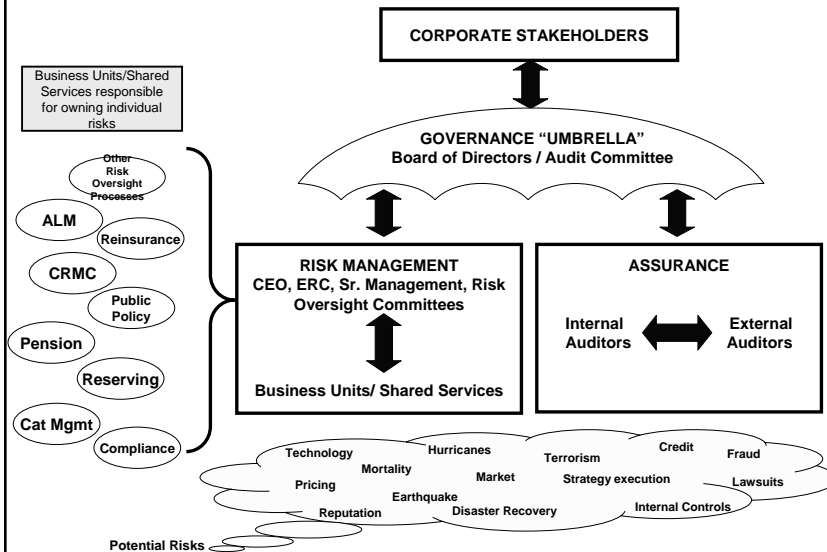 CORPORATE STAKEHOLDERS
Business Units/Shared
Services responsible
for owning individual
risks
GOVERNANCE “UMBRELLA”
Board of Directors / Audit Committee
Other
Risk
Oversight
Processes
ALM
Reinsurance
CRMC
Public
Policy
Pension
Reserving
Cat Mgmt
Compliance
RISK MANAGEMENT
CEO, ERC, Sr. Management, Risk
Oversight Committees
Business Units/ Shared Services
ASSURANCE
Internal
Auditors
External
Auditors
Technology
Hurricanes
Terrorism
Credit
Fraud
Mortality
Market
Strategy execution
Lawsuits
Pricing
Earthquake
Reputation
Disaster Recovery
Internal Controls
Potential Risks